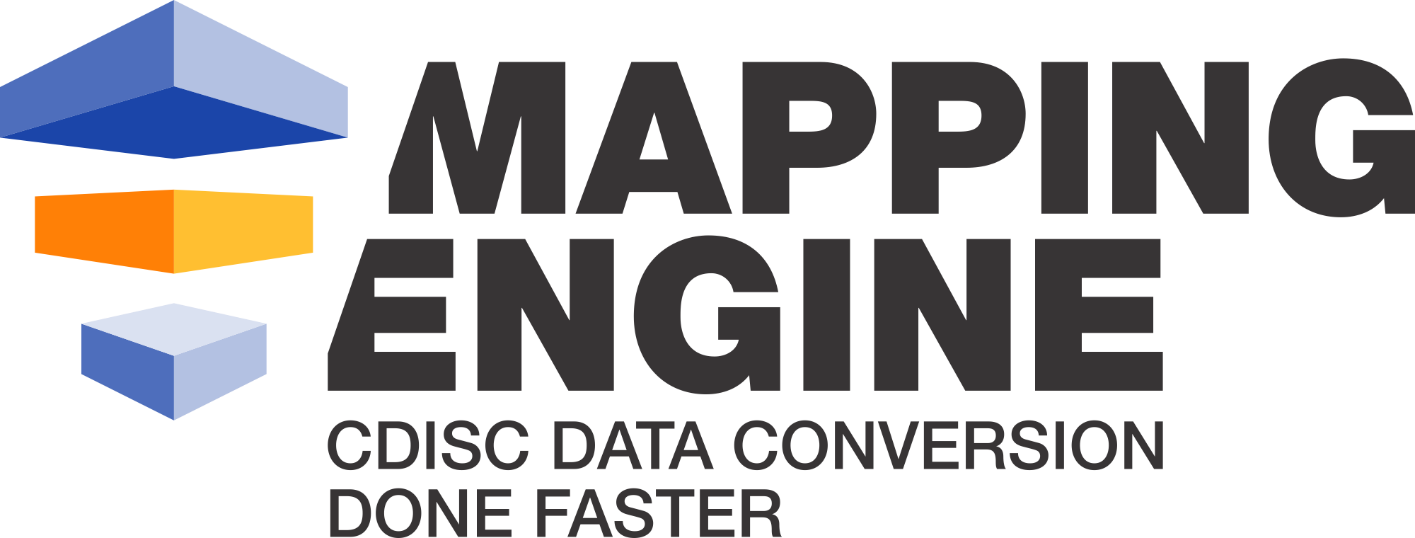 MAPPING
ENGINE
CDISC DATA CONVERSION
DONE FASTER